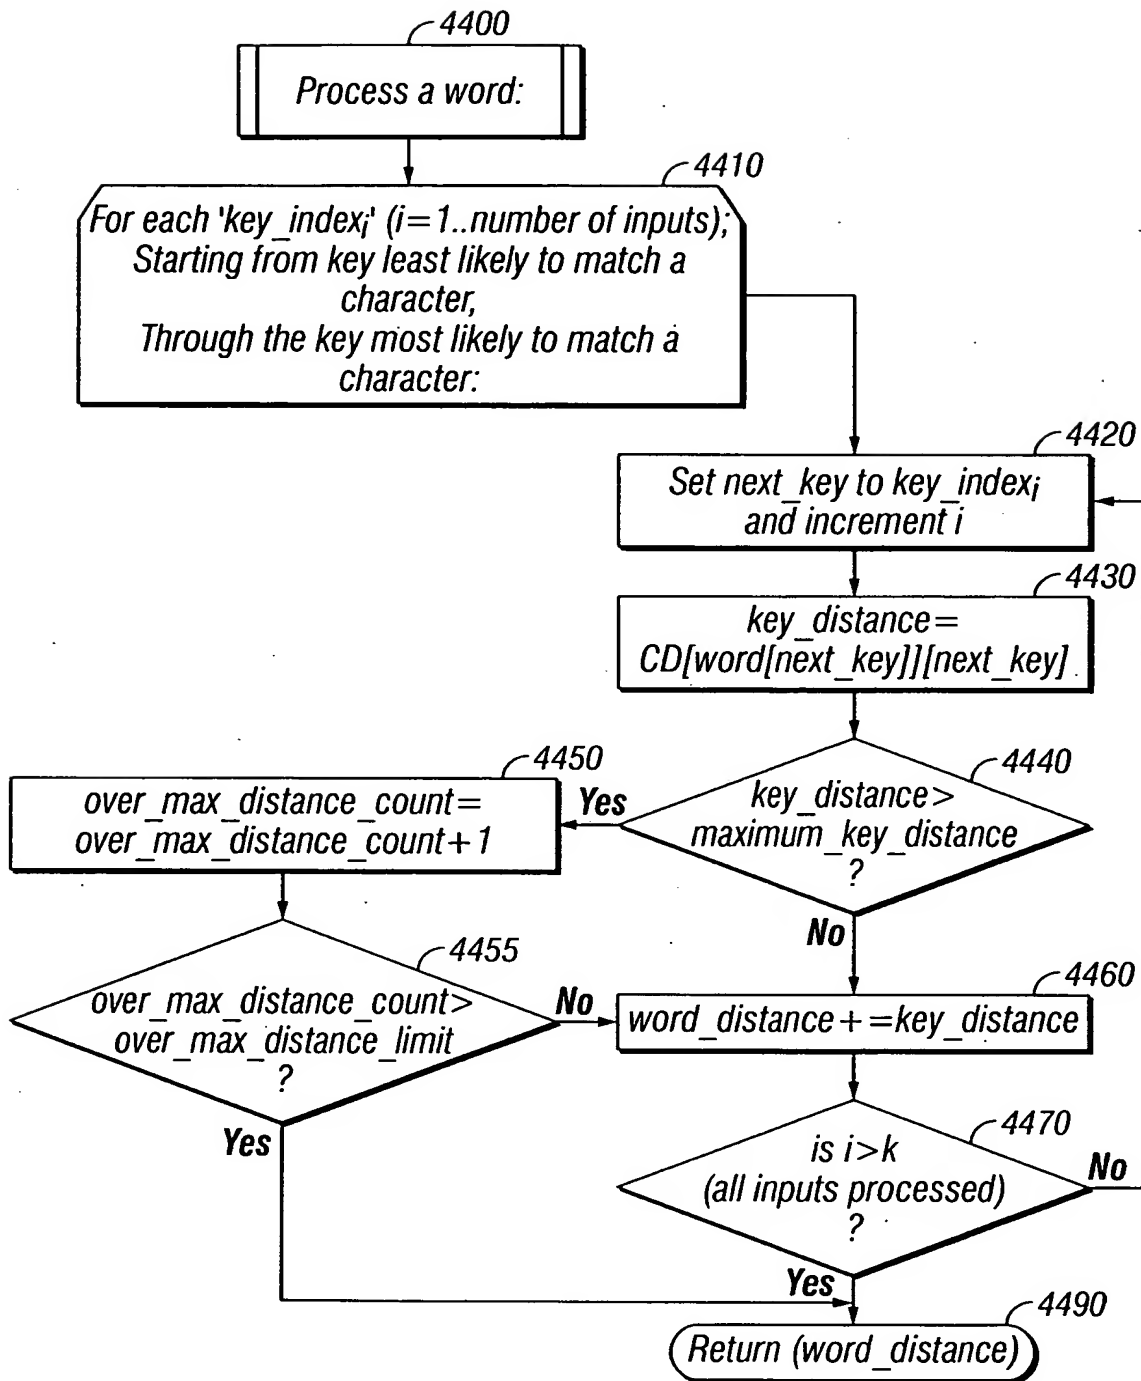 4400
Process a word:
4410
For each 'key_indexi' (i=1..number of inputs);
Starting from key least likely to match a
character,
Through the key most likely to match a
character:
4420
Set next_key to key_indexi
and increment i
4430
key_distance=
CD[word[next_key]][next_key]
4440
key_distance>
maximum_key_distance
?
Yes
No
4450
over_max_distance_count=
over_max_distance_count+1
4455
over_max_distance_count>
over_max_distance_limit
?
No
Yes
4460
word_distance+=key_distance
4470
is i>k
(all inputs processed)
?
No
Yes
4490
Return (word_distance)